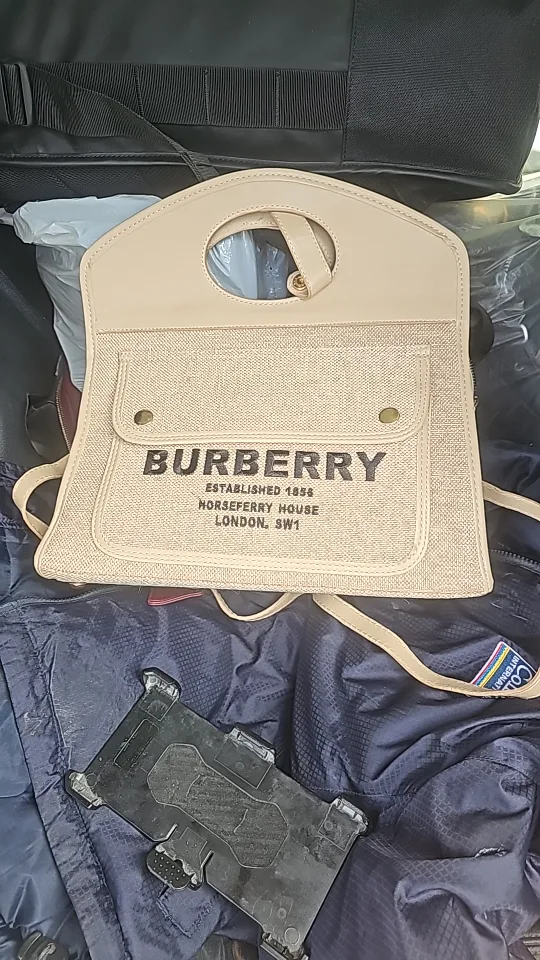 BURBERRY
ESTABLISHED 1856
HORSEFERRY HOUSE
LONDON, SW1